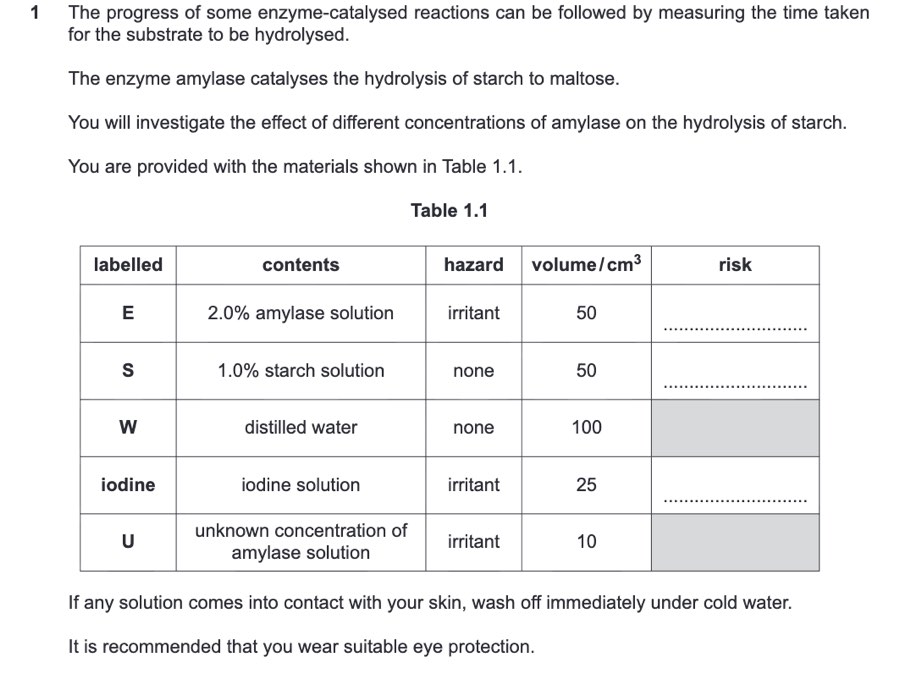 1 The progress of some enzyme-catalysed reactions can be followed by measuring the time taken
for the substrate to be hydrolysed.
The enzyme amylase catalyses the hydrolysis of starch to maltose.
You will investigate the effect of different concentrations of amylase on the hydrolysis of starch.
You are provided with the materials shown in Table 1.1.
Table 1.1
labelled contents hazard volume/cm³ risk
E 2.0% amylase solution irritant 50 ............................
S 1.0% starch solution none 50 ............................
W distilled water none 100
iodine iodine solution irritant 25 ............................
U unknown concentration of
amylase solution irritant 10
If any solution comes into contact with your skin, wash off immediately under cold water.
It is recommended that you wear suitable eye protection.